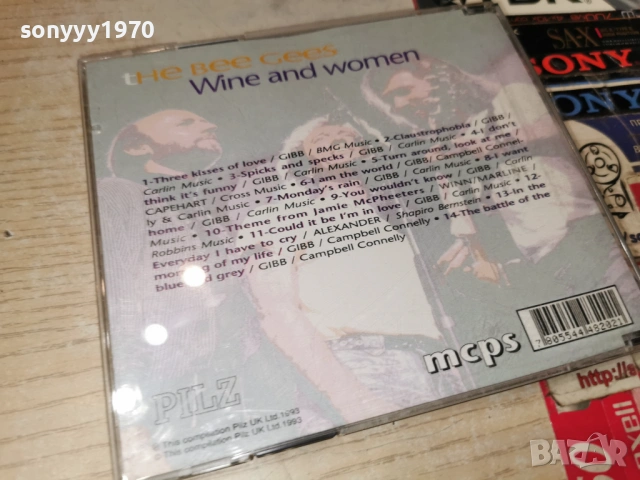 sonyyy1970
tHe Bee Gees
Wine and women
1-Three kisses of love / GIBB / BMG Music • 2-Claustrophobia / GIBB /
Carlin Music • 3-Spicks and specks / GIBB / Carlin Music • 4-I don't
think It's funny / GIBB / Carlin Music • 5-Turn around, look at me /
CAPEHART / Cross Music • 6-I am the world / GIBB/ Campbell Connel-
ly & Carlin Music • 7-Monday's rain / GIBB / Carlin Music • 8-I want
home / GIBB / Carlin Music • 9-You wouldn't know / GIBB / Carlin
Music • 10-Theme from Jamie McPheeters / WINN/MARLINE /
Robbins Music • 11-Could it be I'm in love / GIBB / Carlin Music • 12-
Everyday I have to cry / ALEXANDER / Shapiro Bernstein • 13-In the
morning of my life / GIBB / Campbell Connelly • 14-The battle of the
blue and grey / GIBB / Campbell Connelly
mcps
7 805544 482021
PILZ
This compilation Pilz UK Ltd 1993
This compilation Pilz UK Ltd 1993
SAX
SONY
SONY
http://s
BAZAR